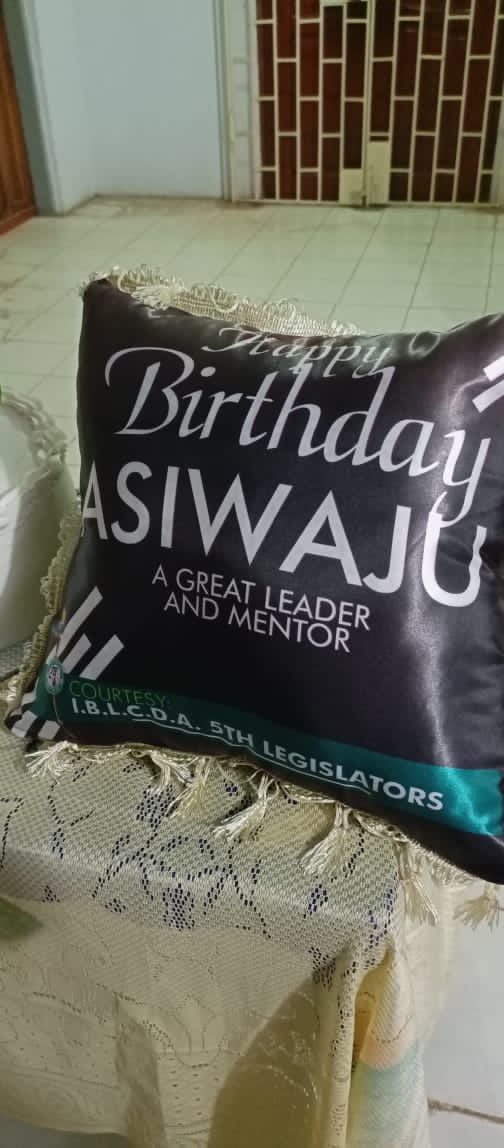 Happy
Birthday
ASIWAJU
A GREAT LEADER
AND MENTOR
COURTESY:
I.B.L.C.D.A. 5TH LEGISLATORS